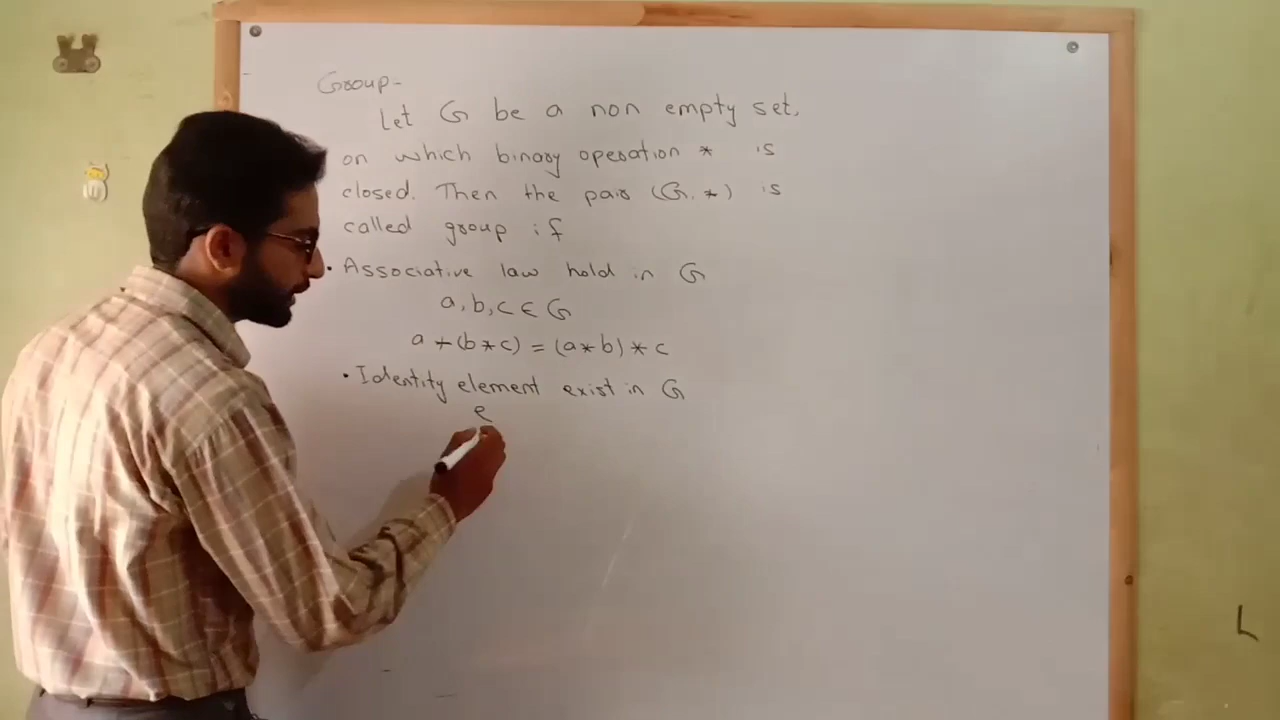 Group-
Let G be a non empty set,
on which binary operation * is
closed. Then the pair (G, *) is
called group if
• Associative law hold in G
a, b, c ∈ G
a * (b * c) = (a * b) * c
• Identity element exist in G
e